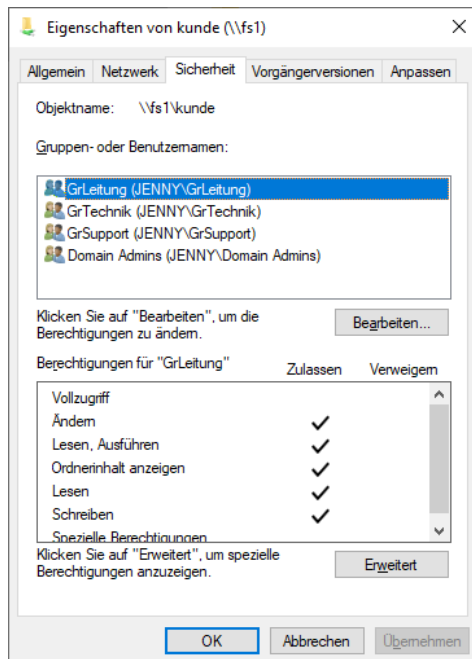 Eigenschaften von kunde (\\fs1)
Allgemein Netzwerk Sicherheit Vorgängerversionen Anpassen
Objektname: \\fs1\kunde
Gruppen- oder Benutzernamen:
GrLeitung (JENNY\GrLeitung)
GrTechnik (JENNY\GrTechnik)
GrSupport (JENNY\GrSupport)
Domain Admins (JENNY\Domain Admins)
Klicken Sie auf "Bearbeiten", um die
Berechtigungen zu ändern.
Bearbeiten...
Berechtigungen für "GrLeitung"
Zulassen Verweigern
Vollzugriff
Ändern
Lesen, Ausführen
Ordnerinhalt anzeigen
Lesen
Schreiben
Spezielle Berechtigungen
Klicken Sie auf "Erweitert", um spezielle
Berechtigungen anzuzeigen.
Erweitert
OK Abbrechen Übernehmen